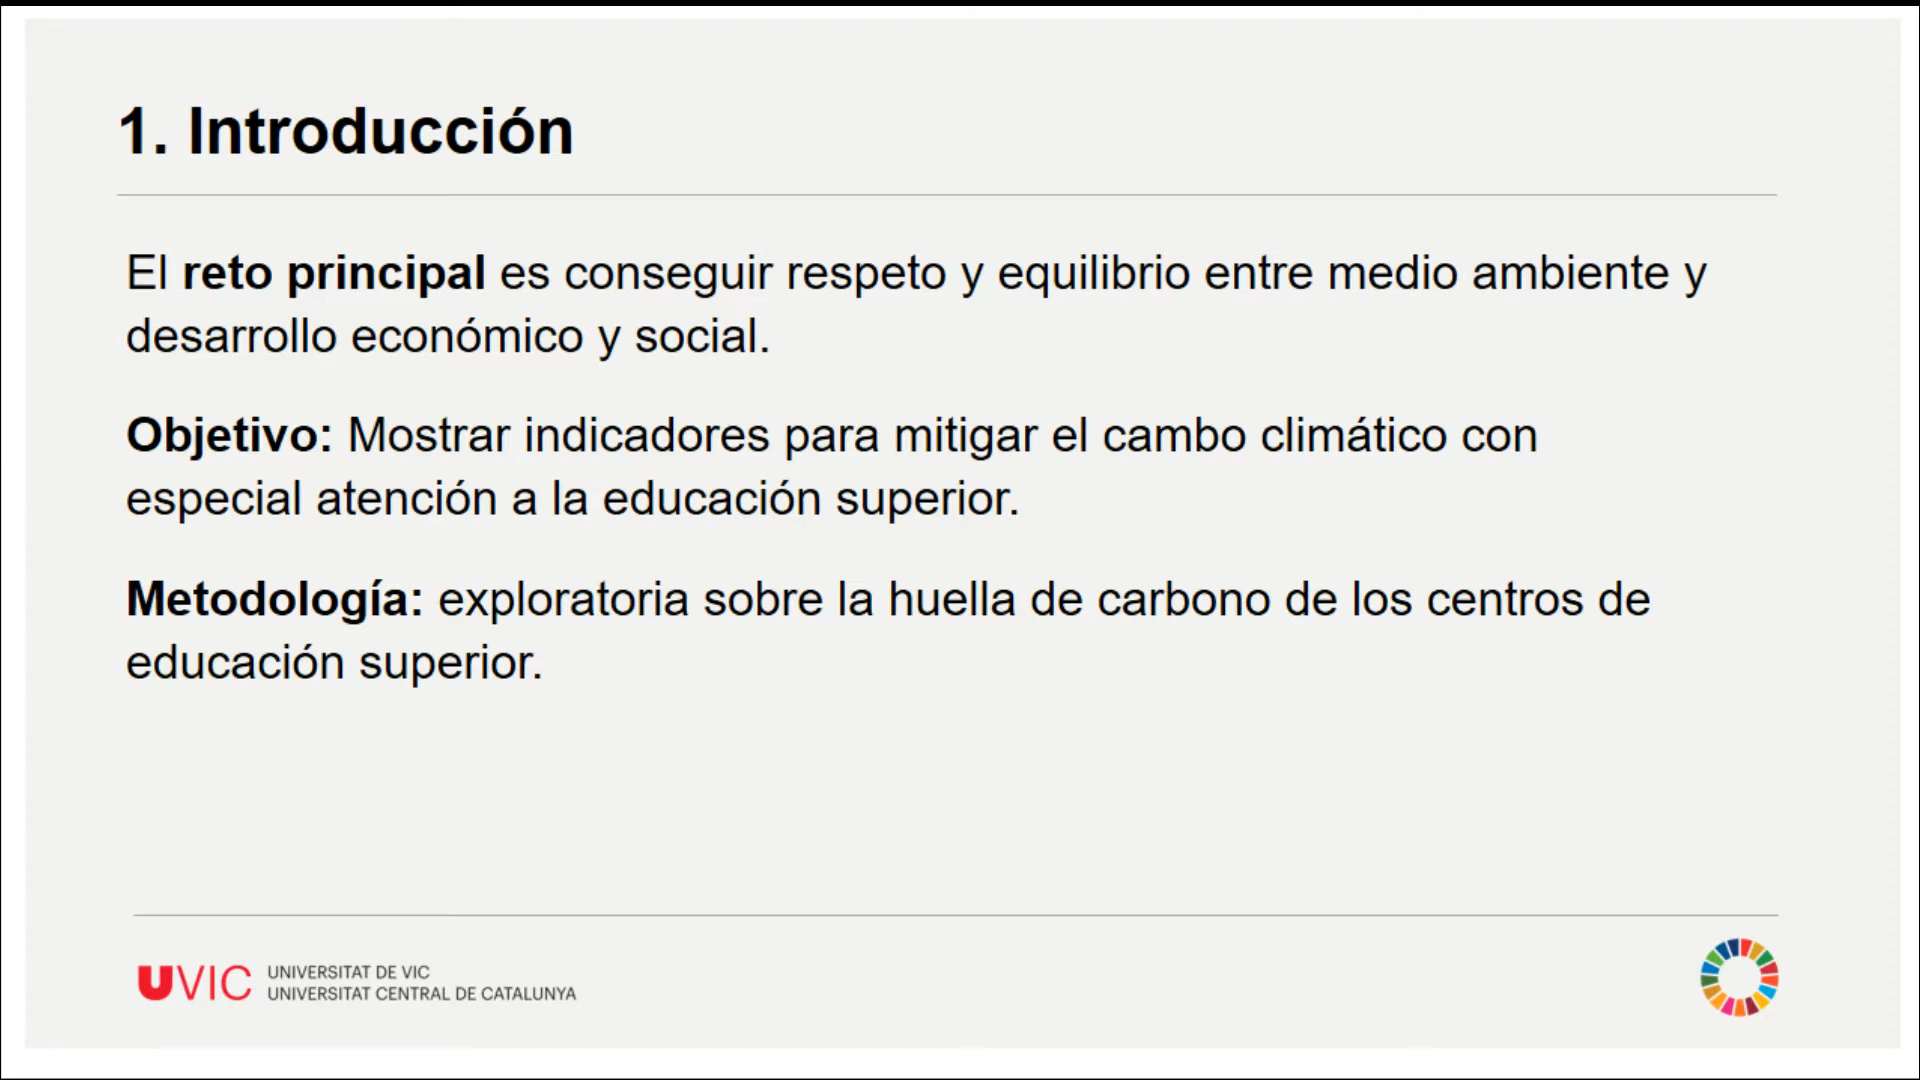 1. Introducción
El reto principal es conseguir respeto y equilibrio entre medio ambiente y
desarrollo económico y social.
Objetivo: Mostrar indicadores para mitigar el cambo climático con
especial atención a la educación superior.
Metodología: exploratoria sobre la huella de carbono de los centros de
educación superior.
UVIC
UNIVERSITAT DE VIC
UNIVERSITAT CENTRAL DE CATALUNYA